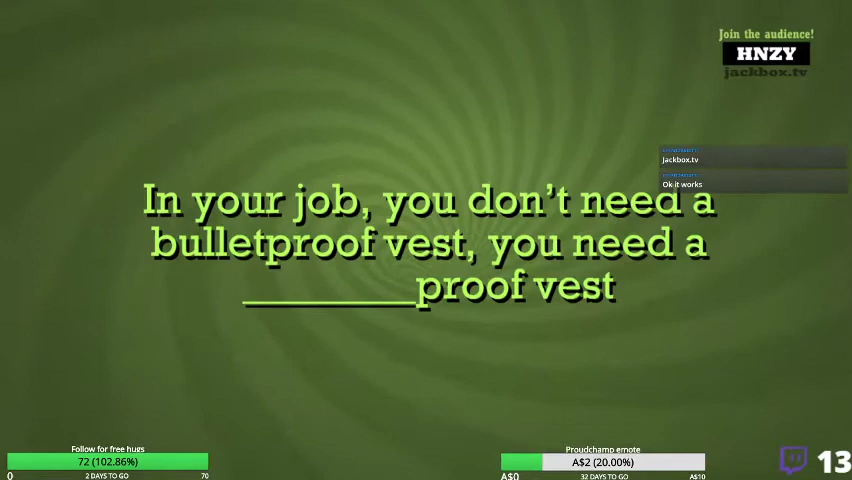 Join the audience!
HNZY
jackbox.tv
Jackbox.tv
Ok it works
In your job, you don't need a
bulletproof vest, you need a
________proof vest
Follow for free hugs
72 (102.86%)
0 2 DAYS TO GO 70
Proudchamp emote
A$2 (20.00%)
A$0 32 DAYS TO GO A$10
13